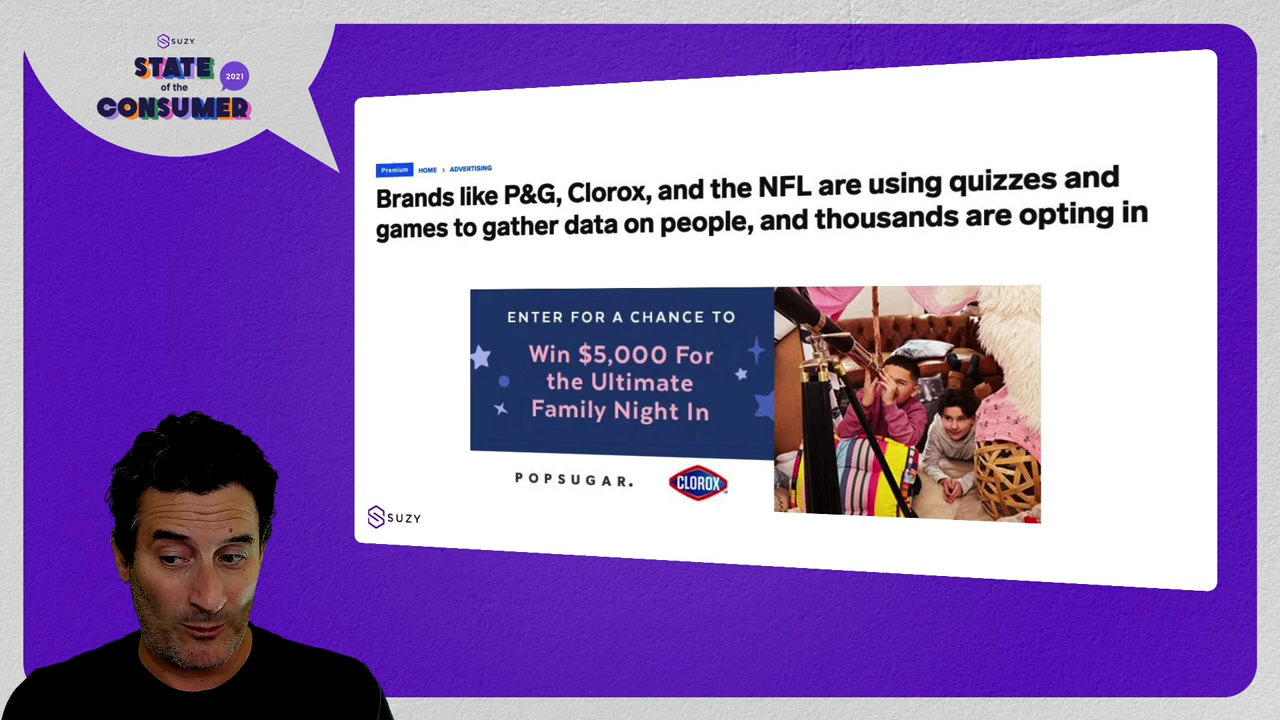 SUZY
STATE
of the
CONSUMER
2021
Premium HOME > ADVERTISING
Brands like P&G, Clorox, and the NFL are using quizzes and
games to gather data on people, and thousands are opting in
ENTER FOR A CHANCE TO
Win $5,000 For
the Ultimate
Family Night In
POPSUGAR.
CLOROX
SUZY